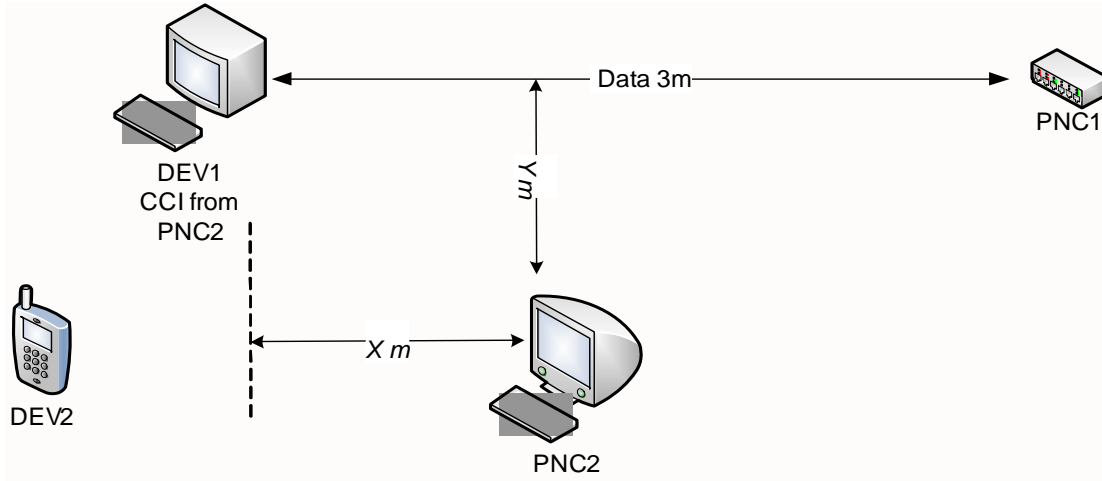 Data 3m
PNC1
DEV1
CCI from
PNC2
Y m
X m
DEV2
PNC2